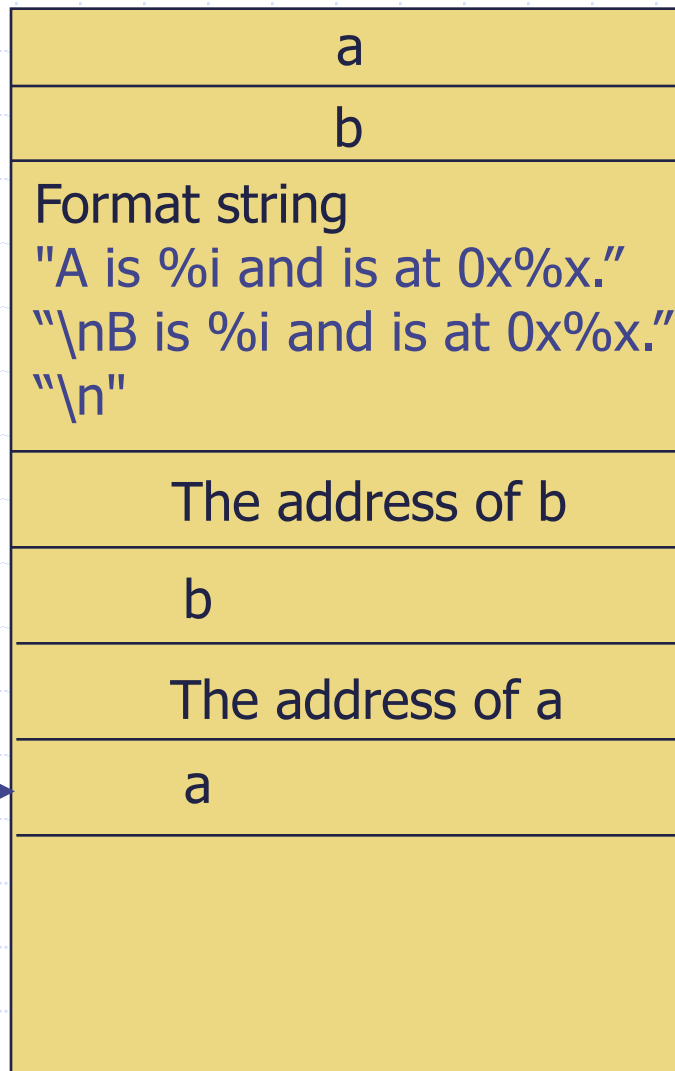 a
b
Format string
"A is %i and is at 0x%x.”
“\nB is %i and is at 0x%x.”
“\n"
The address of b
b
The address of a
a